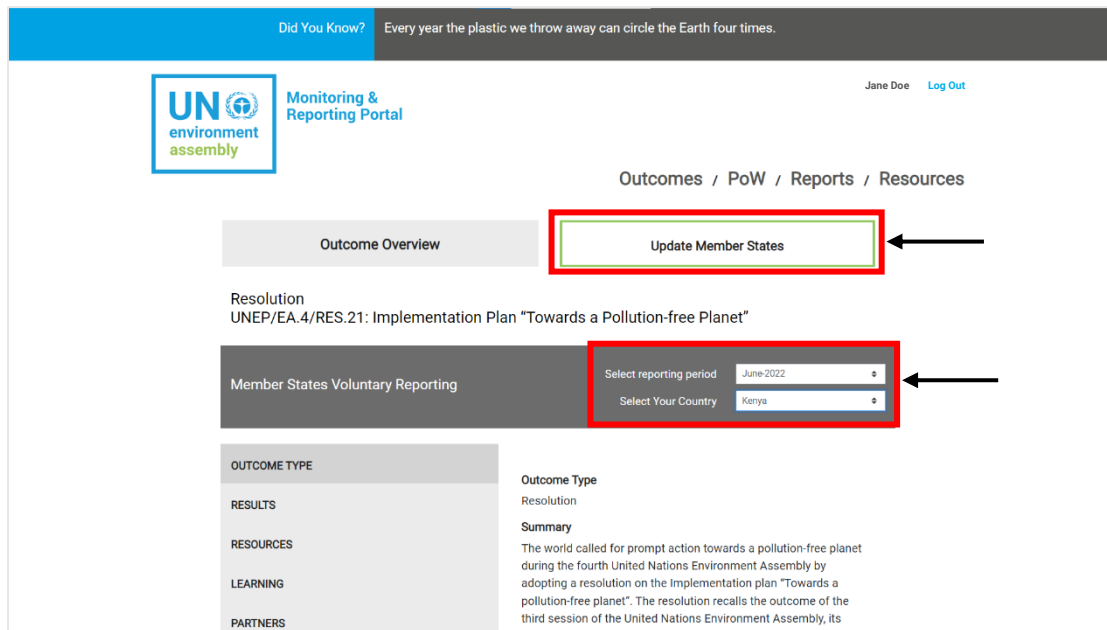 Did You Know? Every year the plastic we throw away can circle the Earth four times.
Jane Doe Log Out
UN
environment
assembly
Monitoring &
Reporting Portal
Outcomes / PoW / Reports / Resources
Outcome Overview
Update Member States
Resolution
UNEP/EA.4/RES.21: Implementation Plan “Towards a Pollution-free Planet”
Member States Voluntary Reporting
Select reporting period June-2022
Select Your Country Kenya
OUTCOME TYPE
RESULTS
RESOURCES
LEARNING
PARTNERS
Outcome Type
Resolution
Summary
The world called for prompt action towards a pollution-free planet
during the fourth United Nations Environment Assembly by
adopting a resolution on the Implementation plan “Towards a
pollution-free planet”. The resolution recalls the outcome of the
third session of the United Nations Environment Assembly, its